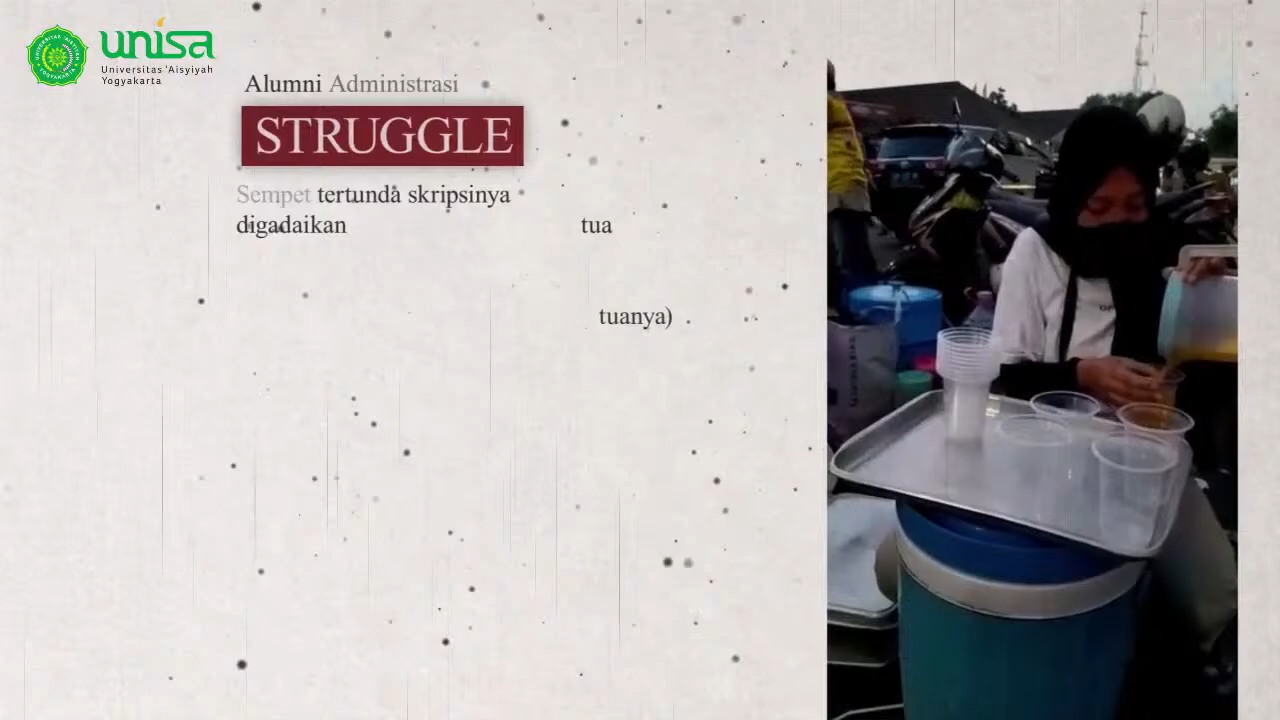 unisa
Universitas 'Aisyiyah
Yogyakarta
Alumni Administrasi
STRUGGLE
Sempet tertunda skripsinya
digadaikan tua
tuanya)